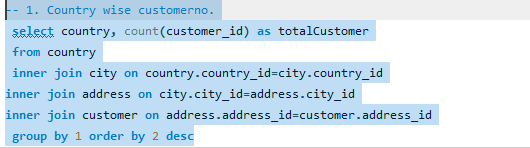 -- 1. Country wise customerno.
select country, count(customer_id) as totalCustomer
from country
inner join city on country.country_id=city.country_id
inner join address on city.city_id=address.city_id
inner join customer on address.address_id=customer.address_id
group by 1 order by 2 desc